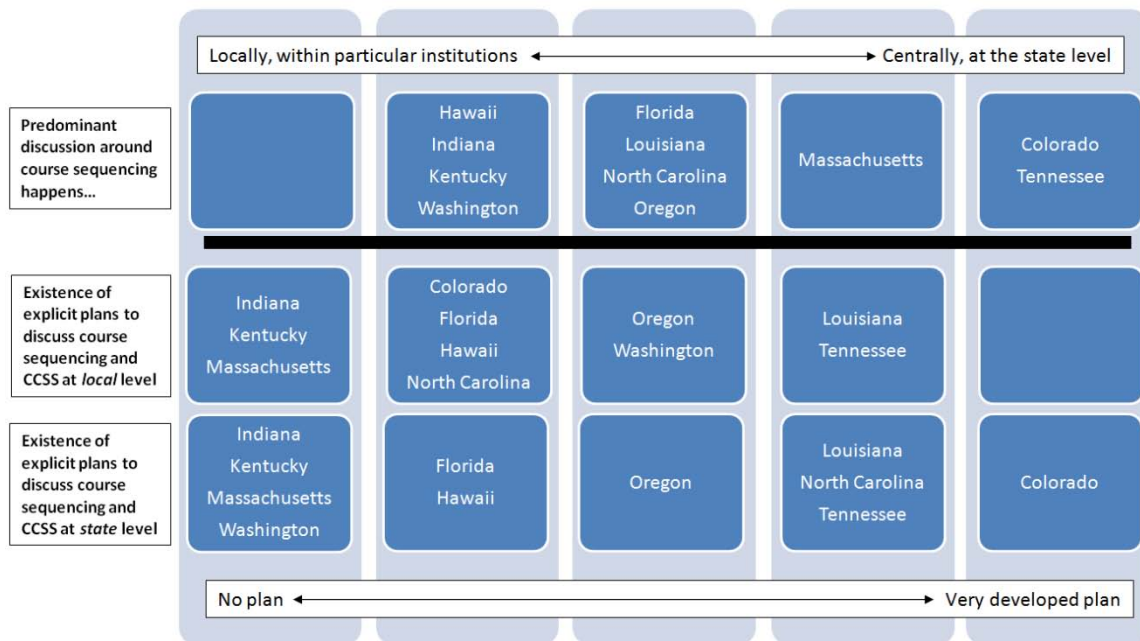 Locally, within particular institutions
Centrally, at the state level
Predominant
discussion around
course sequencing
happens...
Hawaii
Indiana
Kentucky
Washington
Florida
Louisiana
North Carolina
Oregon
Massachusetts
Colorado
Tennessee
Existence of
explicit plans to
discuss course
sequencing and
CCSS at local level
Indiana
Kentucky
Massachusetts
Colorado
Florida
Hawaii
North Carolina
Oregon
Washington
Louisiana
Tennessee
Existence of
explicit plans to
discuss course
sequencing and
CCSS at state level
Indiana
Kentucky
Massachusetts
Washington
Florida
Hawaii
Oregon
Louisiana
North Carolina
Tennessee
Colorado
No plan
Very developed plan